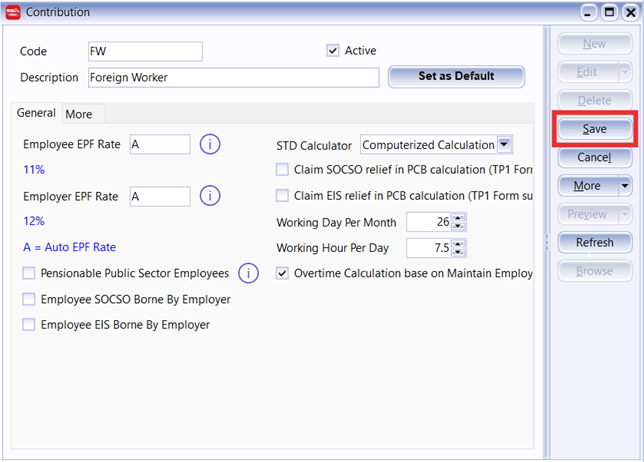 Contribution
Code FW Active
Description Foreign Worker Set as Default
General More
Employee EPF Rate A
11%
Employer EPF Rate A
12%
A = Auto EPF Rate
Pensionable Public Sector Employees
Employee SOCSO Borne By Employer
Employee EIS Borne By Employer
STD Calculator Computerized Calculation
Claim SOCSO relief in PCB calculation (TP1 Forn
Claim EIS relief in PCB calculation (TP1 Form su
Working Day Per Month 26
Working Hour Per Day 7.5
Overtime Calculation base on Maintain Employ
New
Edit
Delete
Save
Cancel
More
Preview
Refresh
Browse